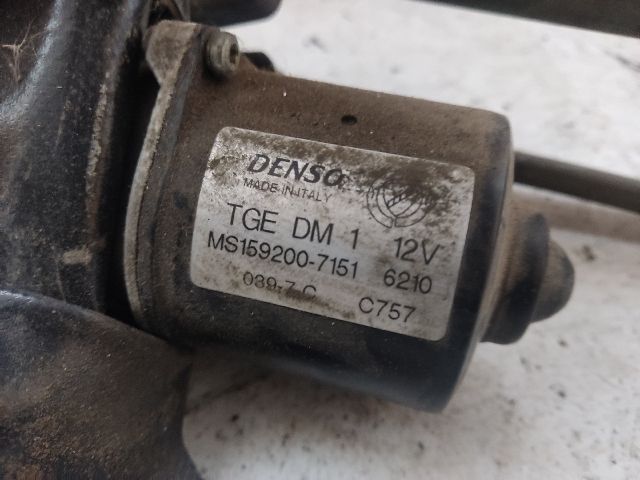 DENSO
MADE IN ITALY
TGE DM 1 12V
MS159200-7151 6210
039-7 C C757